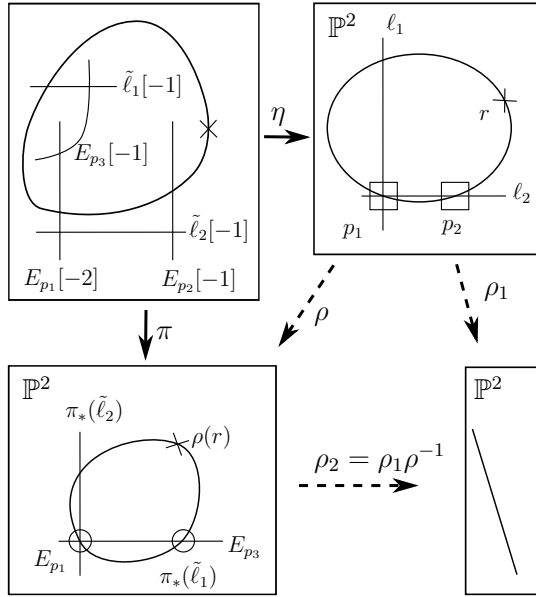 ℓ̃₁[−1]
E_{p₃}[−1]
ℓ̃₂[−1]
E_{p₁}[−2]
E_{p₂}[−1]
η
ℙ²
ℓ₁
r
ℓ₂
p₁
p₂
π
ρ
ρ₁
ℙ²
π_*(ℓ̃₂)
ρ(r)
E_{p₁}
E_{p₃}
π_*(ℓ̃₁)
ρ₂ = ρ₁ρ⁻¹
ℙ²